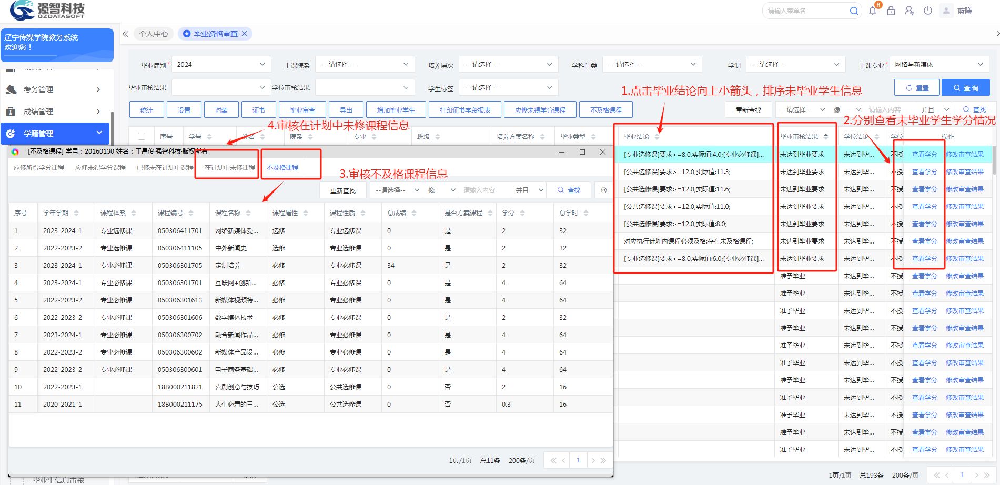 强智科技
QZDATASOFT
请输入菜单名
8
蓝曦
辽宁传媒学院教务系统
欢迎您！
个人中心
毕业资格审查
考务管理
成绩管理
学籍管理
毕业届别* 2024 上课院系 ---请选择--- 培养层次 ---请选择--- 学科门类 ---请选择--- 学制 ---请选择--- 上课专业* 网络与新媒体
毕业审核结果 学位审核结果 学生标签 ---请选择--- 重置 查 询
1.点击毕业结论向上小箭头，排序未毕业学生信息
统计 设置 对象 证书 毕业审查 导出 增加毕业学生 打印证书字段报表 应修未得学分课程 不及格课程 重新查找 --请选择-- 像 请输入内容 并且 查找
2.分别查看未毕业学生学分情况
4.审核在计划中未修课程信息
序号 学号 姓名 院系 专业 班级 培养方案名称 毕业类型 毕业结论 毕业审核结果 学位结论 学位 操作
[专业选修课]要求>=8.0,实际值:4.0;[专业必修课]... 未达到毕业要求 未达到毕... 不授 查看学分 修改审查结果
[公共选修课]要求>=12.0,实际值:11.3; 未达到毕业要求 未达到毕... 不授 查看学分 修改审查结果
[公共选修课]要求>=12.0,实际值:11.6; 未达到毕业要求 未达到毕... 不授 查看学分 修改审查结果
[公共选修课]要求>=12.0,实际值:11.0; 未达到毕业要求 未达到毕... 不授 查看学分 修改审查结果
[公共选修课]要求>=12.0,实际值:8.0; 未达到毕业要求 未达到毕... 不授 查看学分 修改审查结果
对应执行计划内课程必须及格:存在未及格课程; 未达到毕业要求 未达到毕... 不授 查看学分 修改审查结果
[专业选修课]要求>=8.0,实际值:6.0;[专业必修课]... 未达到毕业要求 未达到毕... 不授 查看学分 修改审查结果
准予毕业 未达到毕... 不授 查看学分 修改审查结果
准予毕业 未达到毕... 不授 查看学分 修改审查结果
准予毕业 未达到毕... 不授 查看学分 修改审查结果
准予毕业 未达到毕... 不授 查看学分 修改审查结果
准予毕业 未达到毕... 不授 查看学分 修改审查结果
准予毕业 未达到毕... 不授 查看学分 修改审查结果
准予毕业 未达到毕... 不授 查看学分 修改审查结果
准予毕业 未达到毕... 不授 查看学分 修改审查结果
准予毕业 未达到毕... 不授 查看学分 修改审查结果
准予毕业 未达到毕... 不授 查看学分 修改审查结果
准予毕业 未达到毕... 不授 查看学分 修改审查结果
1页/1页 总193条 200条/页 1
[不及格课程] 学号：20160130 姓名：王昌俊·强智科技·版权所有
应修所得学分课程 应修未得学分课程 已修未在计划中课程 在计划中未修课程 不及格课程
3.审核不及格课程信息
重新查找 --请选择-- 像 请输入内容 并且 查找
序号 学年学期 课程体系 课程编号 课程名称 课程属性 课程性质 总成绩 是否方案课程 学分 总学时
1 2023-2024-1 专业选修课 050306411701 网络新媒体受... 选修 专业选修课 0 是 2 32
2 2022-2023-2 专业选修课 050306411105 中外新闻史 选修 专业选修课 0 是 2 32
3 2023-2024-1 专业必修课 050306301705 定制培养 必修 专业必修课 34 是 2 32
4 2023-2024-1 专业必修课 050306301701 互联网+创新... 必修 专业必修课 0 是 4 64
5 2022-2023-2 专业必修课 050306301613 新媒体视频特... 必修 专业必修课 0 是 4 64
6 2022-2023-2 专业必修课 050306301606 数字媒体技术 必修 专业必修课 0 是 2 32
7 2023-2024-1 专业必修课 050306300702 融合新闻作品... 必修 专业必修课 0 是 4 64
8 2022-2023-2 专业必修课 050306300602 新媒体产品设... 必修 专业必修课 0 是 4 64
9 2022-2023-2 专业必修课 050306300601 电子商务基础... 必修 专业必修课 0 是 4 64
10 2022-2023-1 18B000211821 喜剧创意与技巧 公选 公共选修课 0 否 2 16
11 2020-2021-1 18B000211175 人生必看的三... 公选 公共选修课 0 否 0.3 16
1页/1页 总11条 200条/页 1
毕业生信息审核